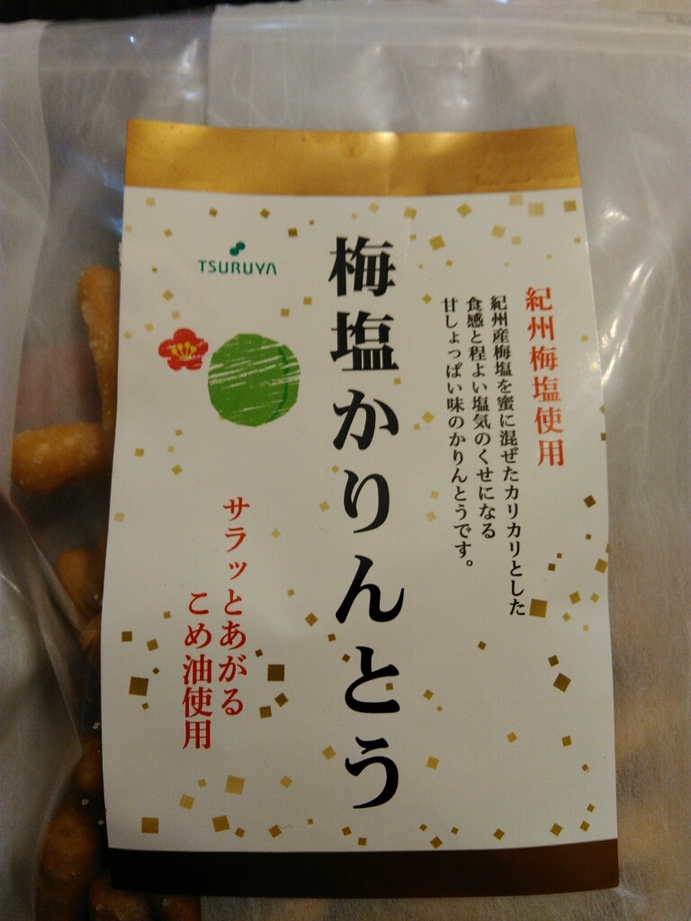 紀州梅塩使用
紀州産梅塩を蜜に混ぜたカリカリとした
食感と程よい塩気のくせになる
甘しょっぱい味のかりんとうです。
梅塩かりんとう
TSURUYA
サラッとあがる
こめ油使用